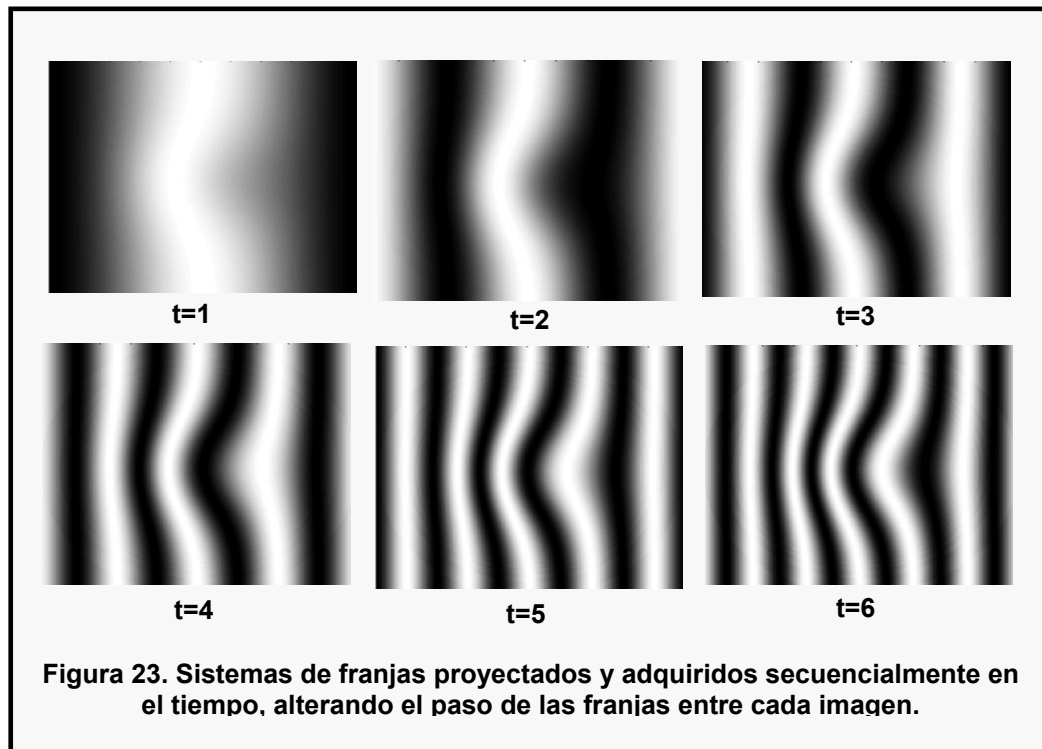 t=1
t=2
t=3
t=4
t=5
t=6
Figura 23. Sistemas de franjas proyectados y adquiridos secuencialmente en
el tiempo, alterando el paso de las franjas entre cada imagen.